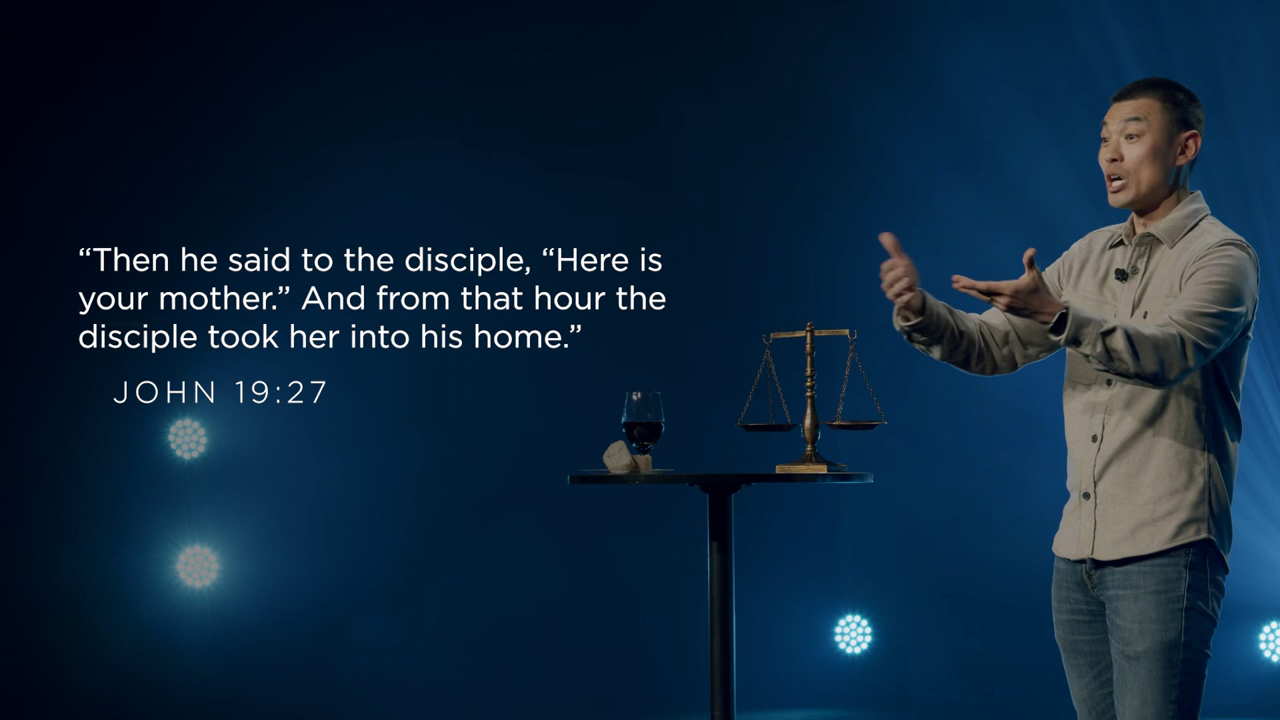 “Then he said to the disciple, “Here is
your mother.” And from that hour the
disciple took her into his home.”
JOHN 19:27